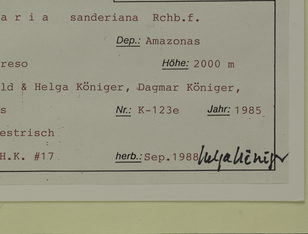 aria sanderiana Rchb.f.
Dep.: Amazonas
reso Höhe: 2000 m
ld & Helga Königer, Dagmar Königer,
s Nr.: K-123e Jahr: 1985
estrisch
H.K. #17 herb.: Sep.1988 Helga Königer